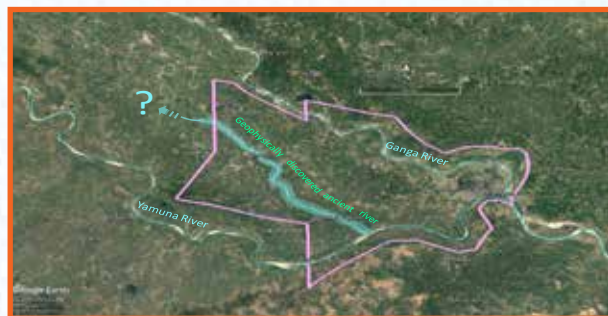 ?
Geophysically discovered ancient river
Ganga River
Yamuna River
Google Earth